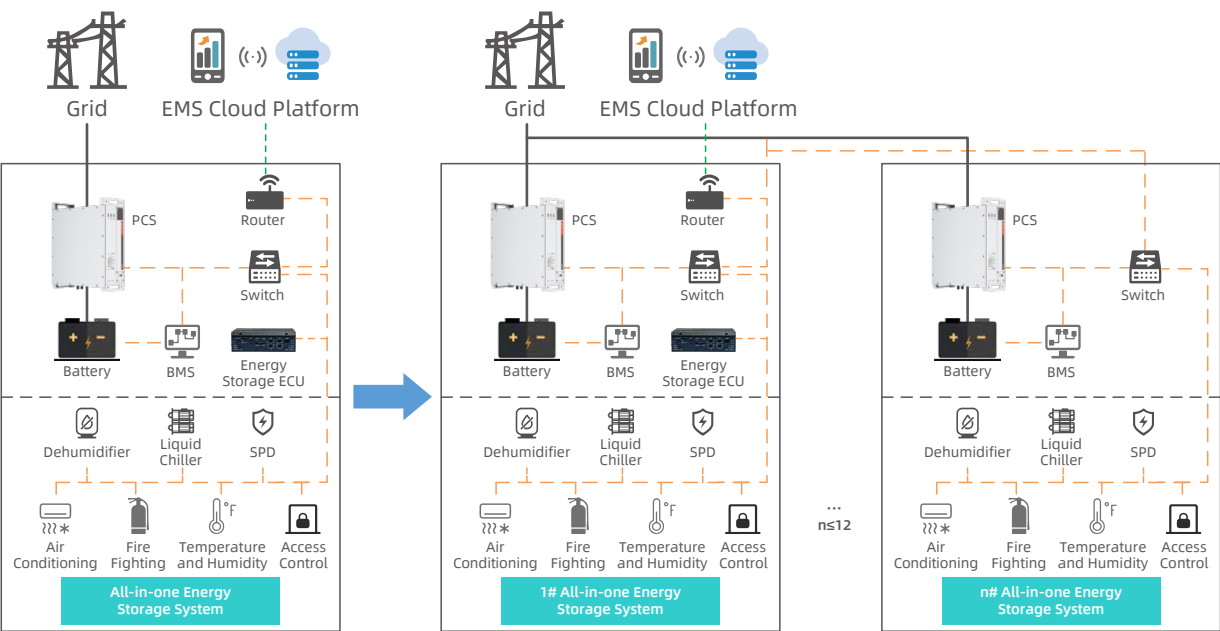 Grid
EMS Cloud Platform
PCS
Router
Switch
Battery
BMS
Energy
Storage ECU
Dehumidifier
Liquid
Chiller
SPD
°F
Air
Conditioning
Fire
Fighting
Temperature
and Humidity
Access
Control
All-in-one Energy
Storage System
Grid
EMS Cloud Platform
PCS
Router
Switch
Battery
BMS
Energy
Storage ECU
Dehumidifier
Liquid
Chiller
SPD
°F
Air
Conditioning
Fire
Fighting
Temperature
and Humidity
Access
Control
1# All-in-one Energy
Storage System
...
n≤12
PCS
Switch
Battery
BMS
Dehumidifier
Liquid
Chiller
SPD
°F
Air
Conditioning
Fire
Fighting
Temperature
and Humidity
Access
Control
n# All-in-one Energy
Storage System